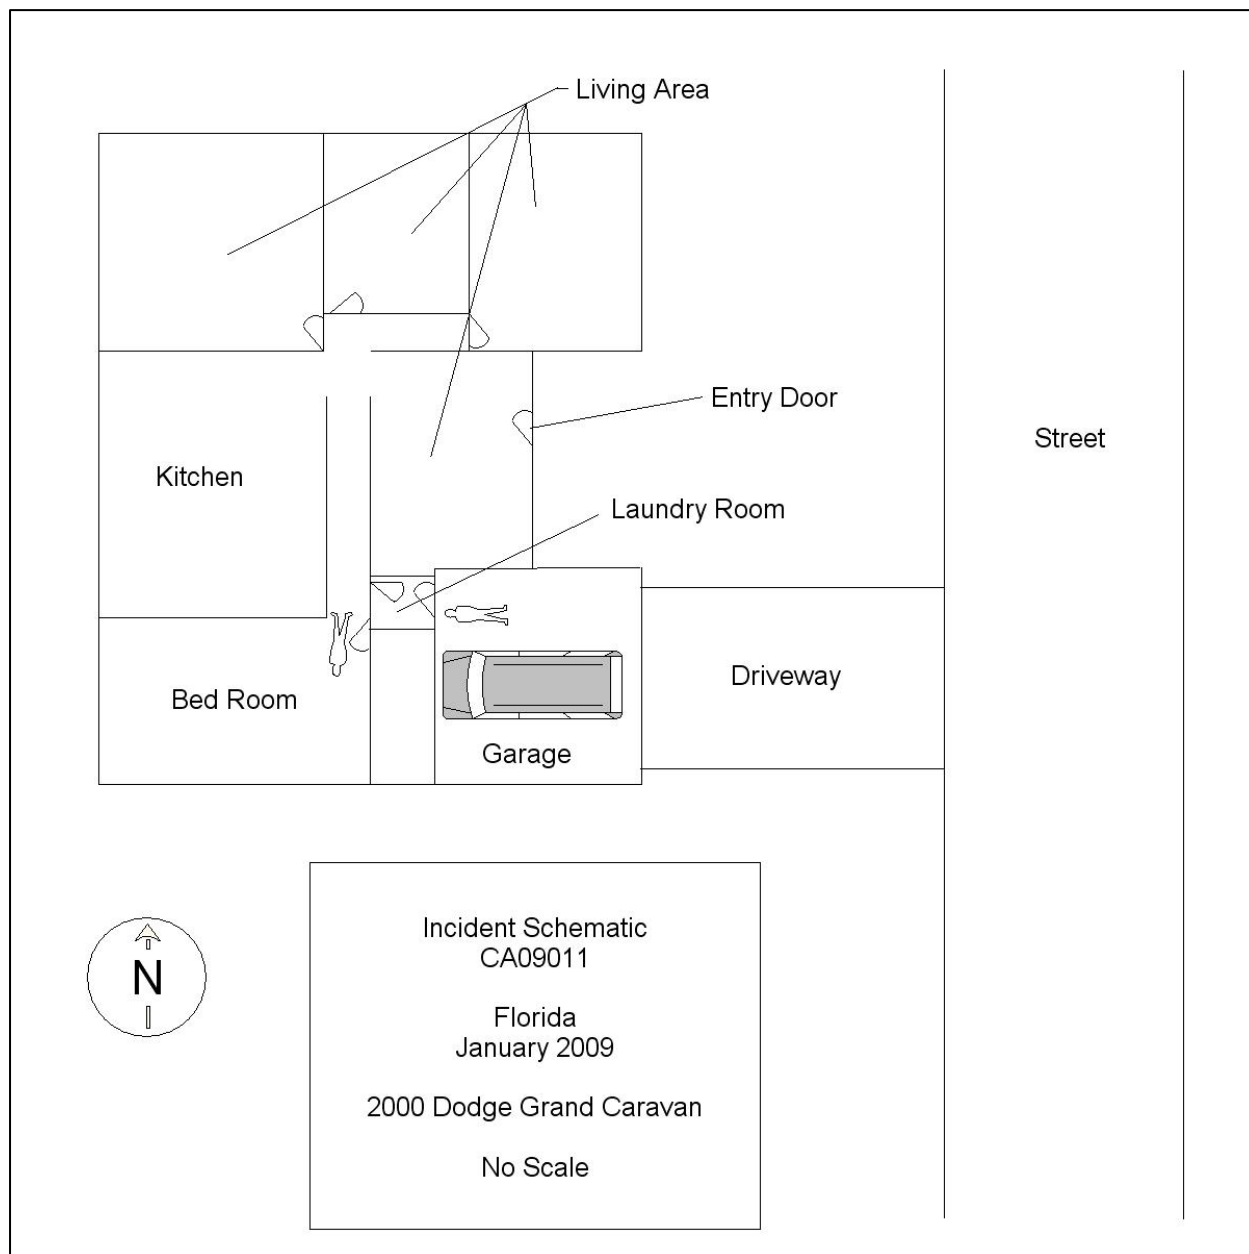 Living Area
Entry Door
Street
Kitchen
Laundry Room
Driveway
Bed Room
Garage
N
Incident Schematic
CA09011
Florida
January 2009
2000 Dodge Grand Caravan
No Scale